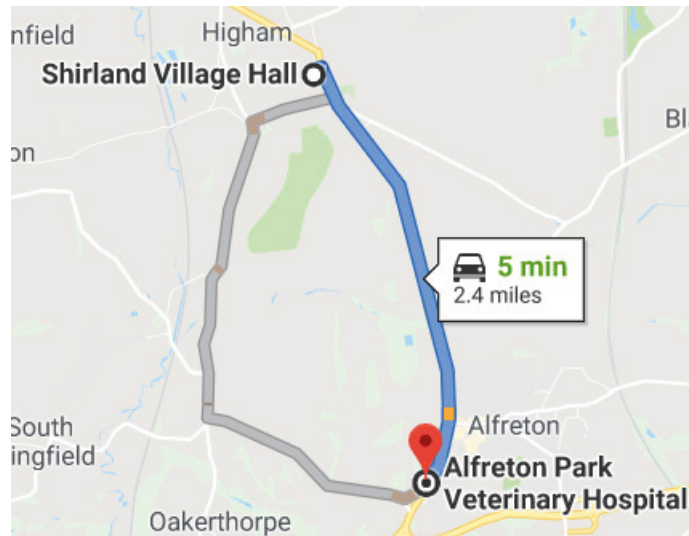 nfield
Higham
Shirland Village Hall
on
Bl
5 min
2.4 miles
South
ingfield
Alfreton
Alfreton Park
Veterinary Hospital
Oakerthorpe